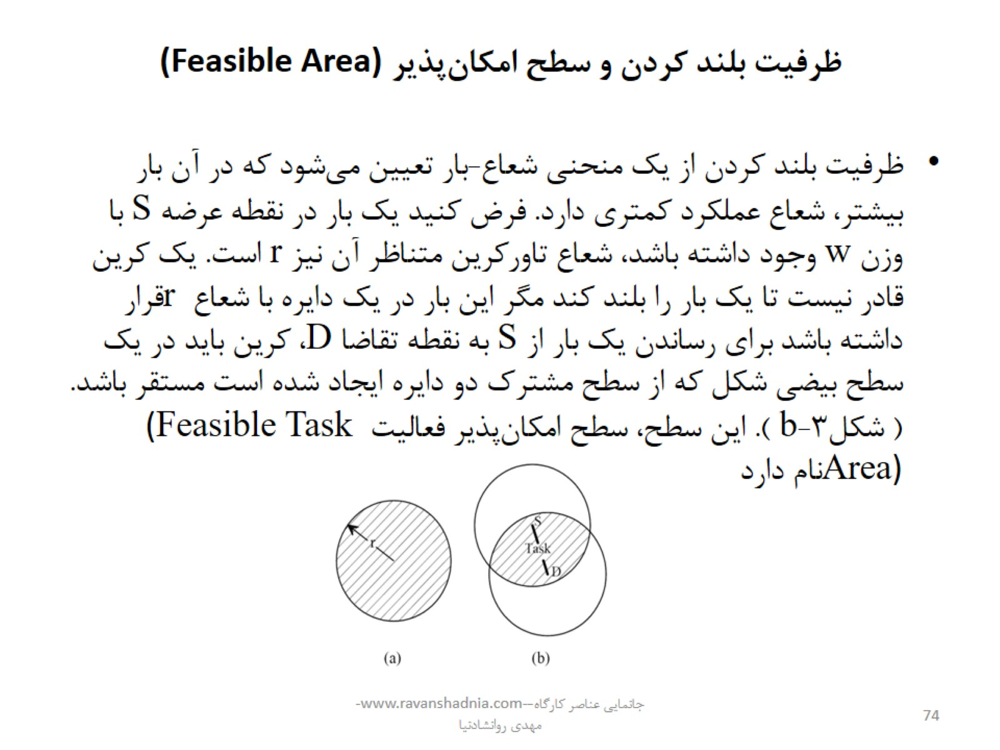 ظرفیت بلند کردن و سطح امکان‌پذیر (Feasible Area)
• ظرفیت بلند کردن از یک منحنی شعاع-بار تعیین می‌شود که در آن بار
بیشتر، شعاع عملکرد کمتری دارد. فرض کنید یک بار در نقطه عرضه S با
وزن w وجود داشته باشد، شعاع تاورکرین متناظر آن نیز r است. یک کرین
قادر نیست تا یک بار را بلند کند مگر این بار در یک دایره با شعاع rقرار
داشته باشد برای رساندن یک بار از S به نقطه تقاضا D، کرین باید در یک
سطح بیضی شکل که از سطح مشترک دو دایره ایجاد شده است مستقر باشد.
( شکل۳-b ). این سطح، سطح امکان‌پذیر فعالیت (Feasible Task
Area)نام دارد
r
S
Task
D
(a)
(b)
جانمایی عناصر کارگاه--www.ravanshadnia.com-
مهدی روانشادنیا
74